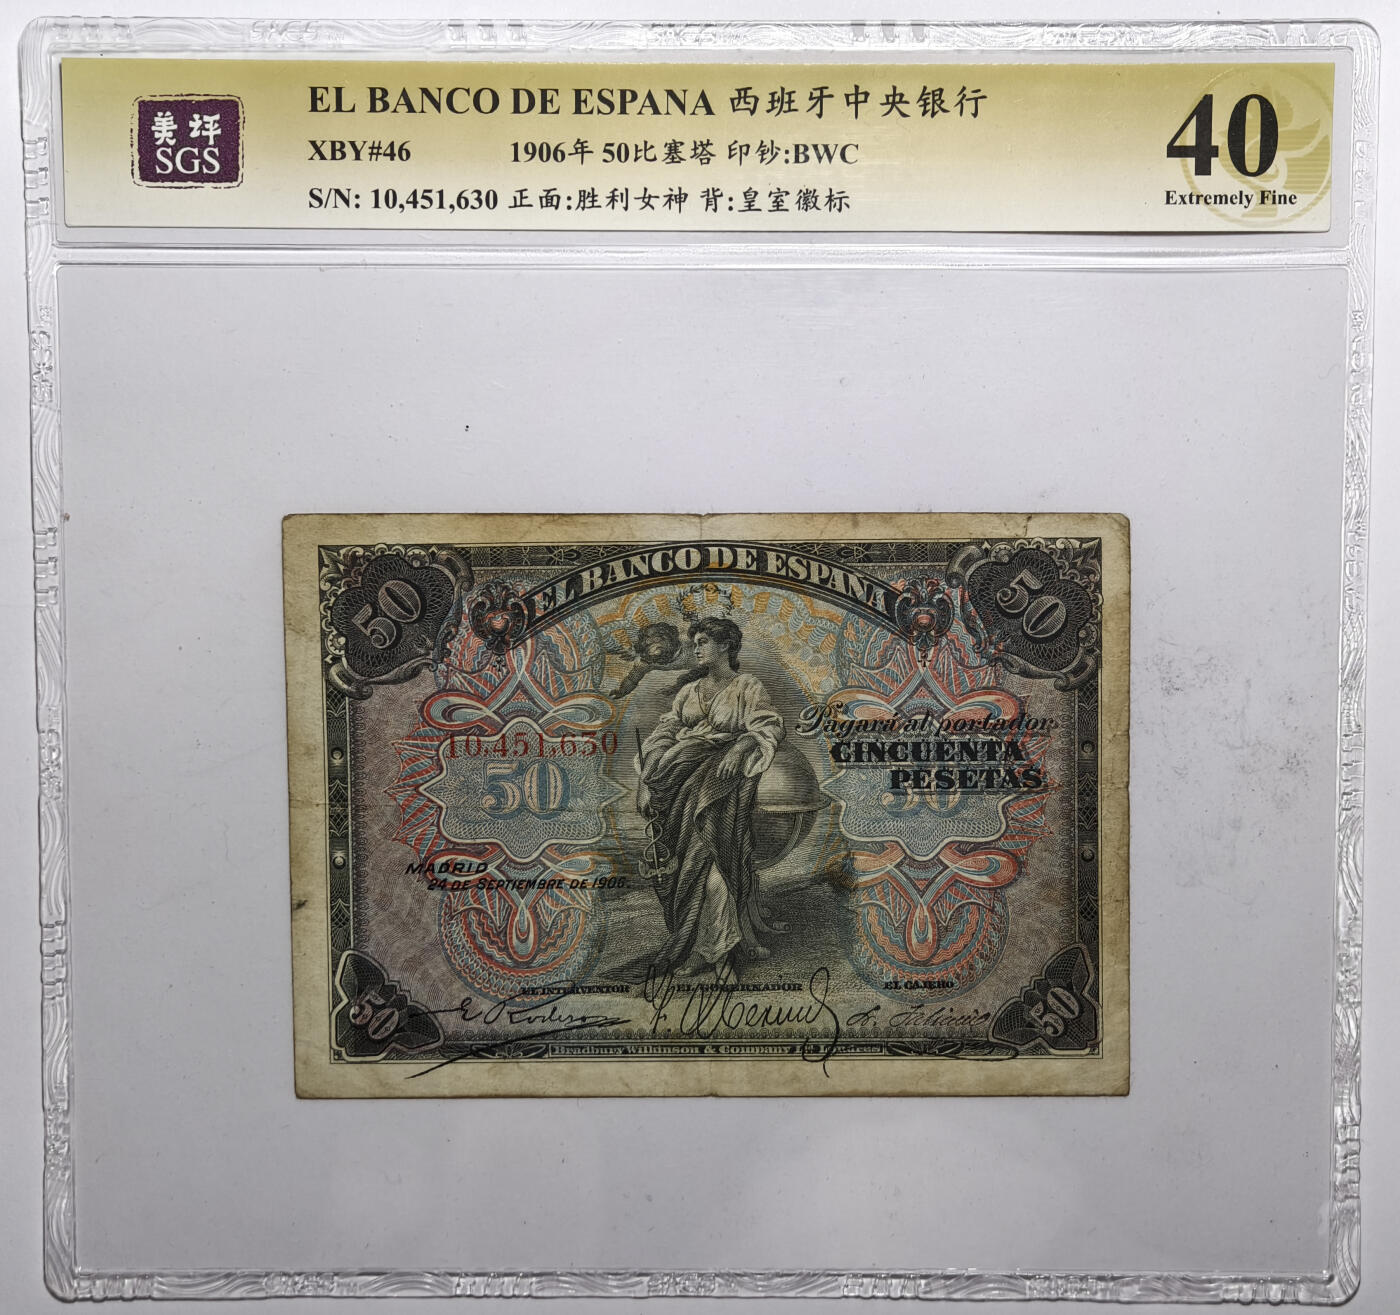 美评
SGS
EL BANCO DE ESPANA 西班牙中央银行
XBY#46 1906年 50比塞塔 印钞:BWC
S/N: 10,451,630 正面:胜利女神 背:皇室徽标
40
Extremely Fine
50 EL BANCO DE ESPAÑA 50
Pagará al portador
10,451,630 CINCUENTA
50 PESETAS
50
MADRID
24 DE SEPTIEMBRE DE 1906.
EL INTERVENTOR EL GOBERNADOR EL CAJERO
50 50
Bradbury Wilkinson & Company Ld. Londres